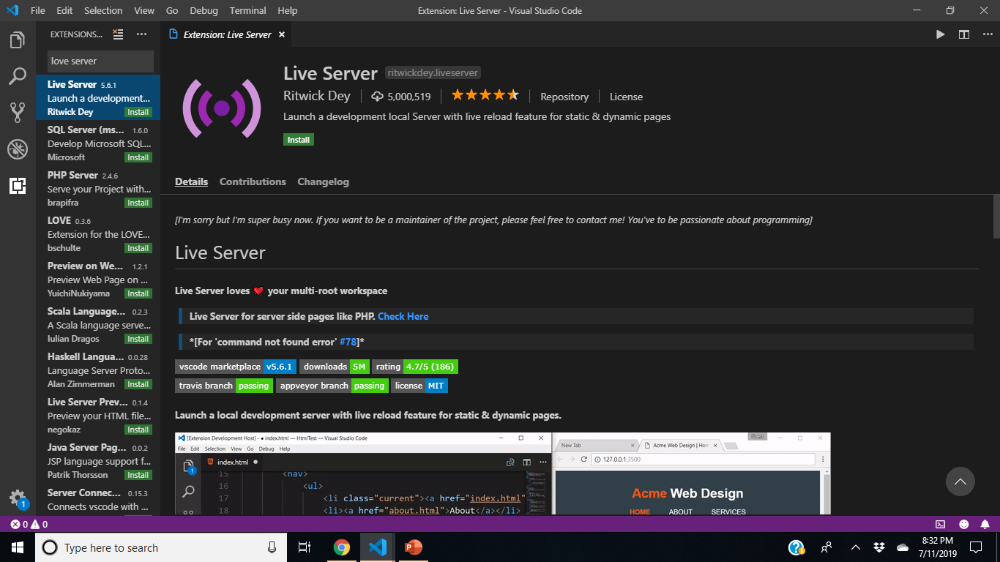 File Edit Selection View Go Debug Terminal Help
Extension: Live Server - Visual Studio Code
EXTENSIONS...
love server
Live Server 5.6.1
Launch a development...
Ritwick Dey Install
SQL Server (ms... 1.6.0
Develop Microsoft SQL...
Microsoft Install
PHP Server 2.4.6
Serve your Project with...
brapifra Install
LOVE 0.3.6
Extension for the LOVE...
bschulte Install
Preview on We... 1.2.1
Preview Web Page on ...
YuichiNukiyama Install
Scala Language... 0.2.3
A Scala language serve...
Iulian Dragos Install
Haskell Langua... 0.0.28
Language Server Proto...
Alan Zimmerman Install
Live Server Prev... 0.1.4
Preview your HTML file...
negokaz Install
Java Server Pag... 0.0.2
JSP language support f...
Patrik Thorsson Install
Server Connec... 0.15.3
Connects vscode with ...
1
Extension: Live Server
Live Server ritwickdey.liveserver
Ritwick Dey 5,000,519 Repository License
Launch a development local Server with live reload feature for static & dynamic pages
Install
Details Contributions Changelog
[I'm sorry but I'm super busy now. If you want to be a maintainer of the project, please feel free to contact me! You've to be passionate about programming]
Live Server
Live Server loves ❤️ your multi-root workspace
Live Server for server side pages like PHP. Check Here
*[For 'command not found error' #78]*
vscode marketplace v5.6.1 downloads 5M rating 4.7/5 (186)
travis branch passing appveyor branch passing license MIT
Launch a local development server with live reload feature for static & dynamic pages.
[Extension Development Host] - ● index.html — HtmlTest — Visual Studio Code
File Edit Selection View Go Debug Help
1
index.html
15 <nav>
16 <ul>
17 <li class="current"><a href="index.html"
18 <li><a href="about.html">About</a></li>
Guest
New Tab Acme Web Design | Hom
127.0.0.1:3500
Acme Web Design
HOME ABOUT SERVICES
0 0
Type here to search
8:32 PM
7/11/2019